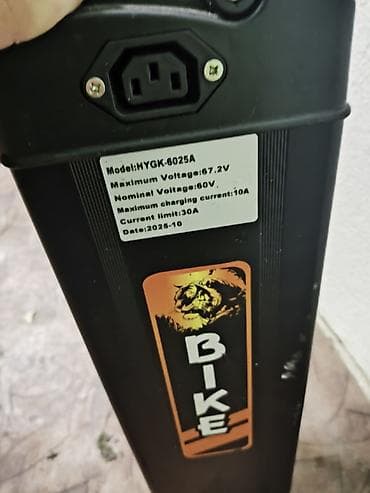 Model:HYGK-6025A
Maximum Voltage:67.2V
Nominal Voltage:60V
Maximum charging current:10A
Current limit:30A
Date:2025-10
BIKE